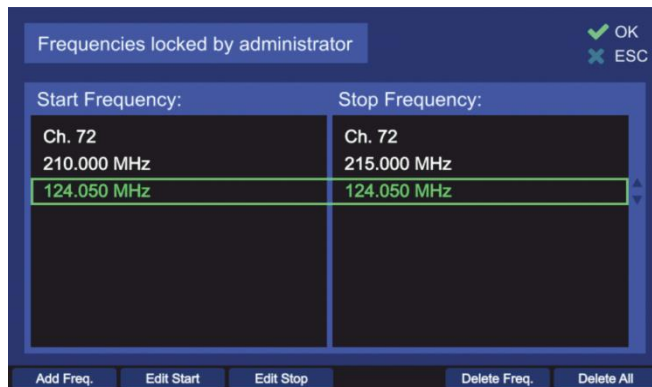 Frequencies locked by administrator
OK
ESC
Start Frequency: Stop Frequency:
Ch. 72 Ch. 72
210.000 MHz 215.000 MHz
124.050 MHz 124.050 MHz
Add Freq. Edit Start Edit Stop Delete Freq. Delete All